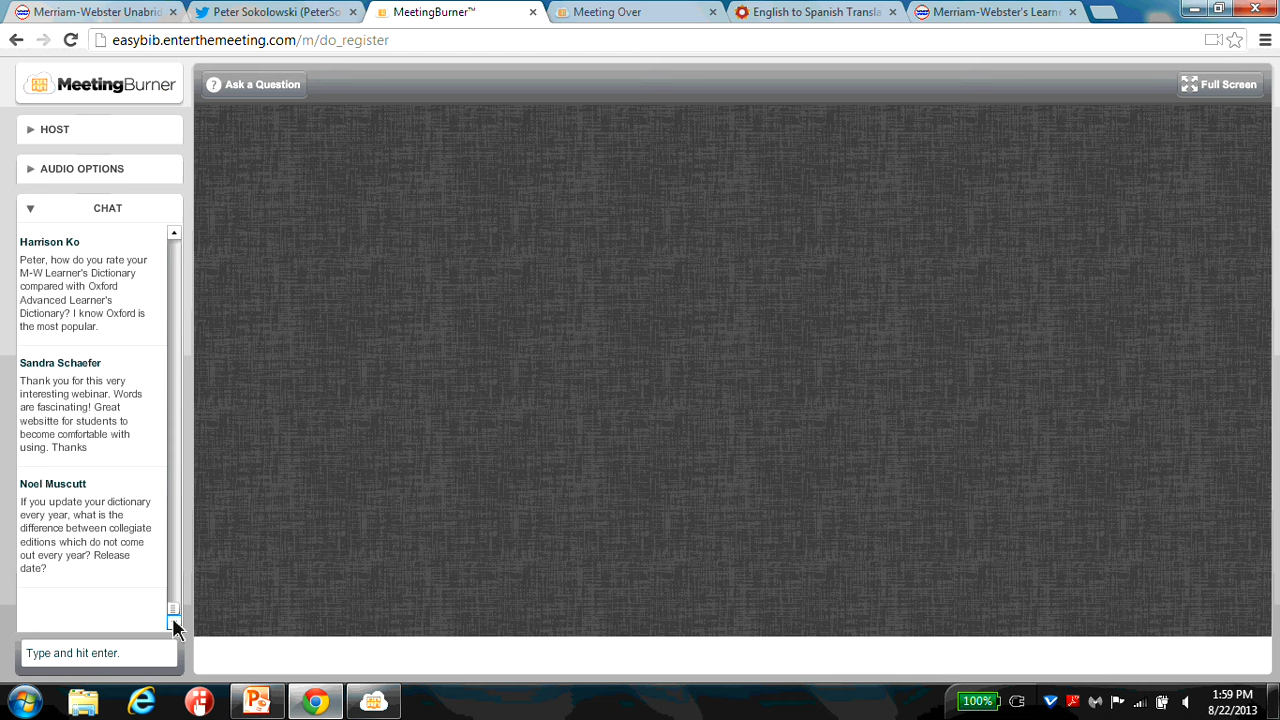 Merriam-Webster Unabrid
Peter Sokolowski (PeterSo
MeetingBurner™
Meeting Over
English to Spanish Transla
Merriam-Webster's Learn
easybib.enterthemeeting.com/m/do_register
MeetingBurner
Ask a Question
Full Screen
HOST
AUDIO OPTIONS
CHAT
Harrison Ko
Peter, how do you rate your
M-W Learner's Dictionary
compared with Oxford
Advanced Learner's
Dictionary? I know Oxford is
the most popular.
Sandra Schaefer
Thank you for this very
interesting webinar. Words
are fascinating! Great
websitte for students to
become comfortable with
using. Thanks
Noel Muscutt
If you update your dictionary
every year, what is the
difference between collegiate
editions which do not come
out every year? Release
date?
Type and hit enter.
100%
1:59 PM
8/22/2013